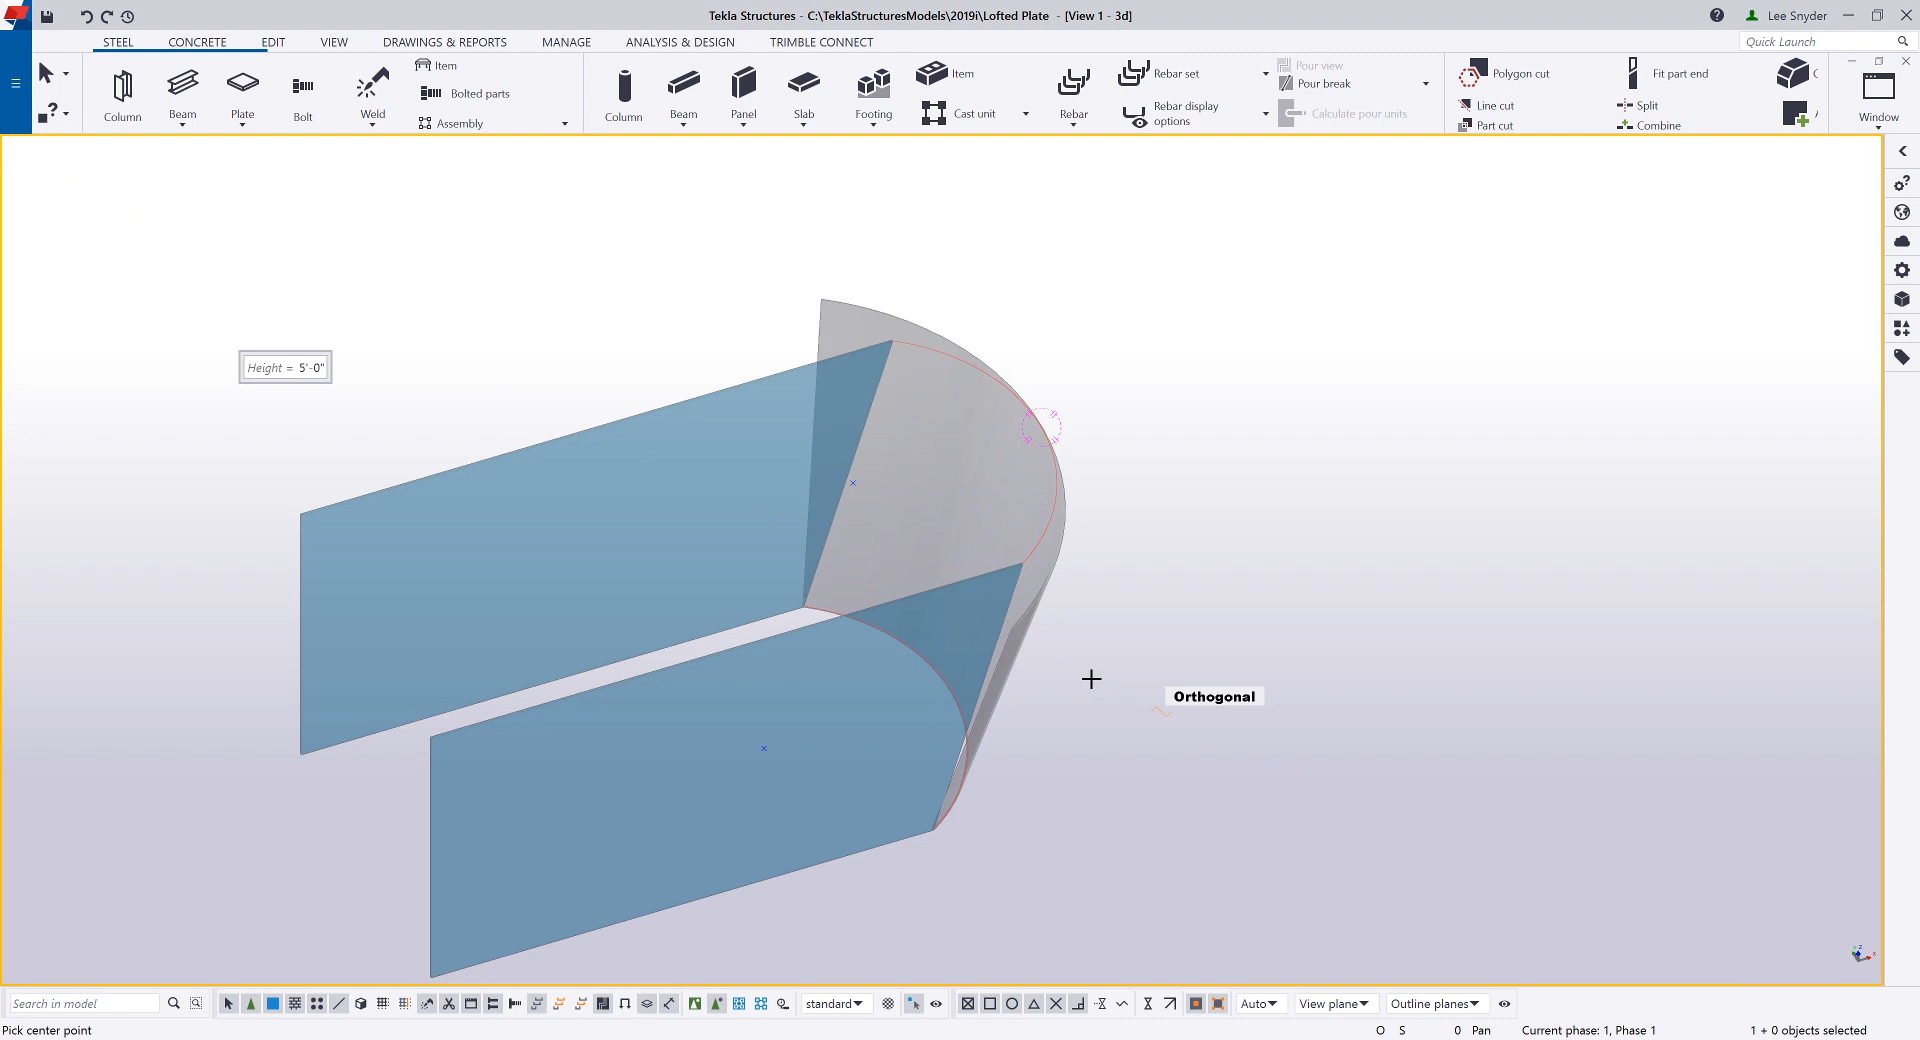 Tekla Structures - C:\TeklaStructuresModels\2019i\Lofted Plate - [View 1 - 3d]
Lee Snyder
STEEL
CONCRETE
EDIT
VIEW
DRAWINGS & REPORTS
MANAGE
ANALYSIS & DESIGN
TRIMBLE CONNECT
Quick Launch
Column
Beam
Plate
Bolt
Weld
Item
Bolted parts
Assembly
Column
Beam
Panel
Slab
Footing
Item
Cast unit
Rebar
Rebar set
Rebar display
options
Pour view
Pour break
Calculate pour units
Polygon cut
Line cut
Part cut
Fit part end
Split
Combine
Window
Height = 5'-0"
Orthogonal
Search in model
standard
Auto
View plane
Outline planes
Pick center point
O S 0 Pan
Current phase: 1, Phase 1
1 + 0 objects selected